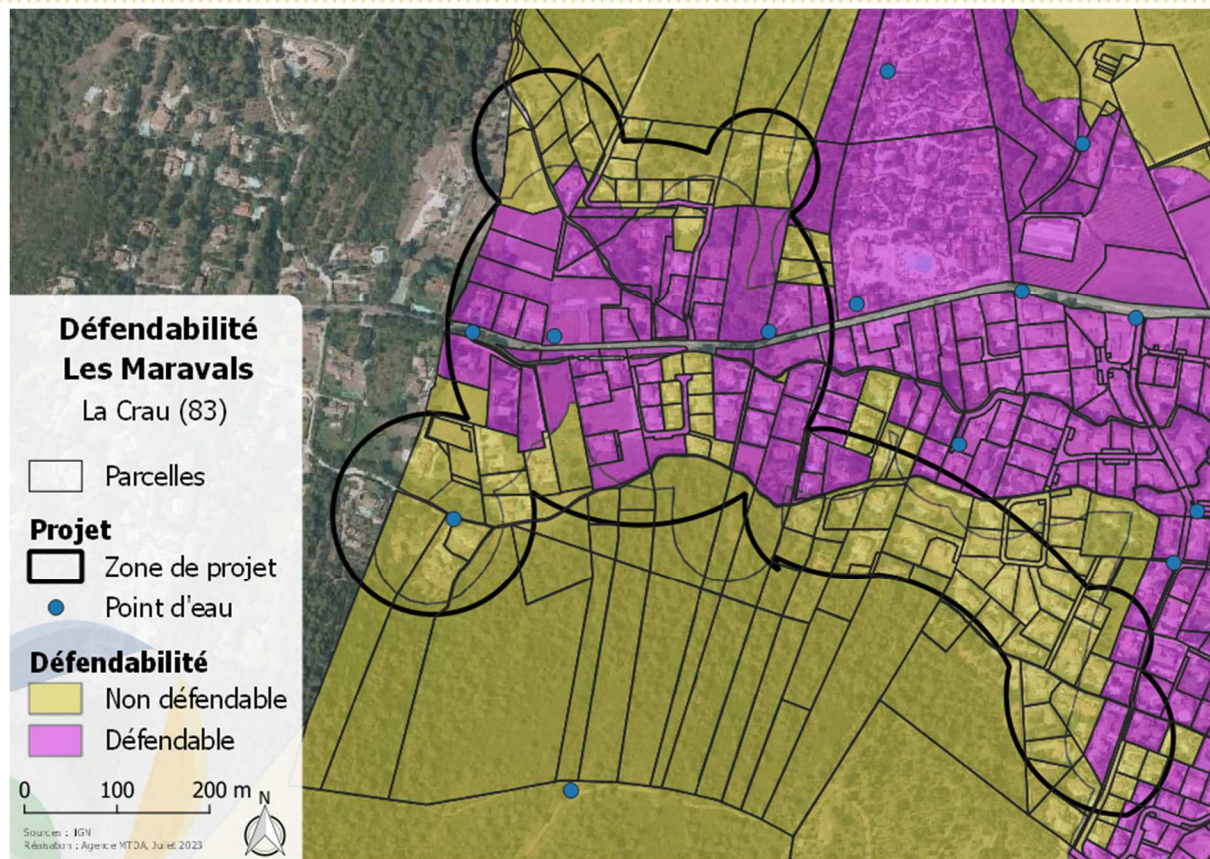 Défendabilité
Les Maravals
La Crau (83)
Parcelles
Projet
Zone de projet
Point d'eau
Défendabilité
Non défendable
Défendable
0 100 200 m
N
Sources : IGN
Réalisation : Agence MTDA, Juillet 2023